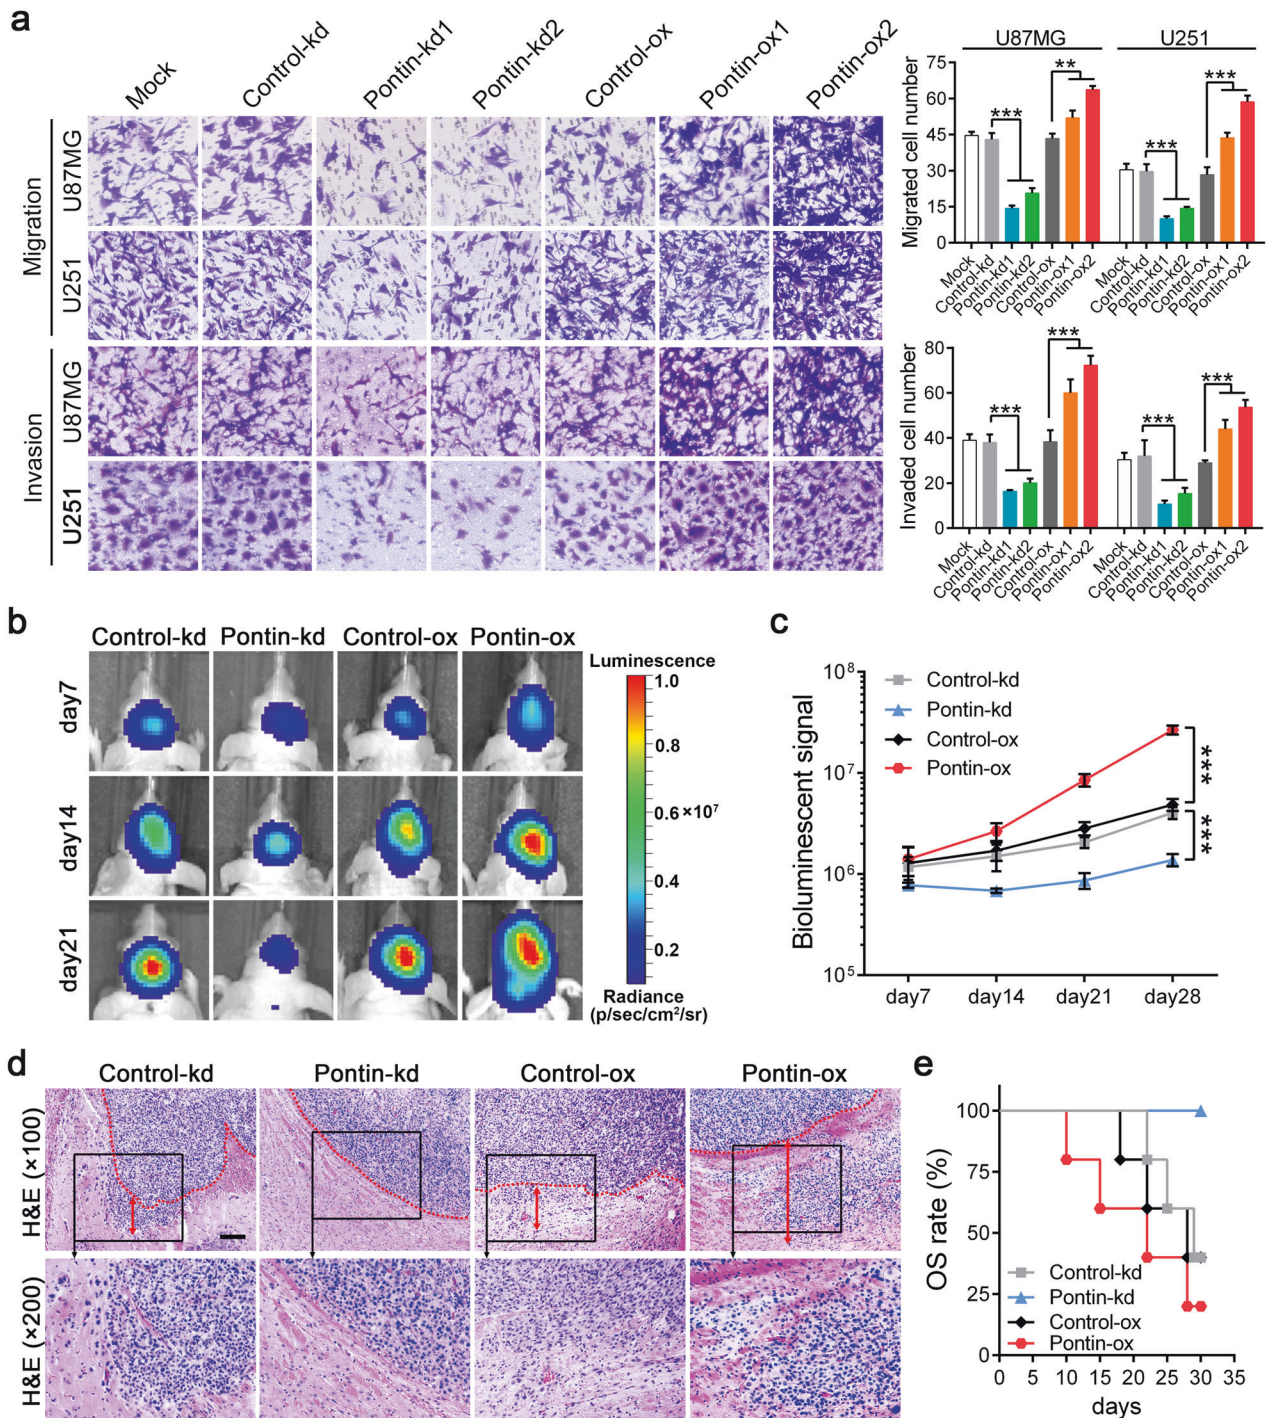 a
Mock
Control-kd
Pontin-kd1
Pontin-kd2
Control-ox
Pontin-ox1
Pontin-ox2
Migration
U87MG
U251
Invasion
U87MG
U251
U87MG
U251
Migrated cell number
75
60
45
30
15
0
***
**
***
***
Mock
Control-kd
Pontin-kd1
Pontin-kd2
Control-ox
Pontin-ox1
Pontin-ox2
Mock
Control-kd
Pontin-kd1
Pontin-kd2
Control-ox
Pontin-ox1
Pontin-ox2
Invaded cell number
80
60
40
20
0
***
***
***
***
Mock
Control-kd
Pontin-kd1
Pontin-kd2
Control-ox
Pontin-ox1
Pontin-ox2
Mock
Control-kd
Pontin-kd1
Pontin-kd2
Control-ox
Pontin-ox1
Pontin-ox2
b
Control-kd
Pontin-kd
Control-ox
Pontin-ox
day7
day14
day21
Luminescence
1.0
0.8
0.6 ×10⁷
0.4
0.2
Radiance
(p/sec/cm²/sr)
c
Bioluminescent signal
10⁸
10⁷
10⁶
10⁵
Control-kd
Pontin-kd
Control-ox
Pontin-ox
***
***
day7
day14
day21
day28
d
Control-kd
Pontin-kd
Control-ox
Pontin-ox
H&E (×100)
H&E (×200)
e
OS rate (%)
100
75
50
25
0
Control-kd
Pontin-kd
Control-ox
Pontin-ox
0 5 10 15 20 25 30 35
days